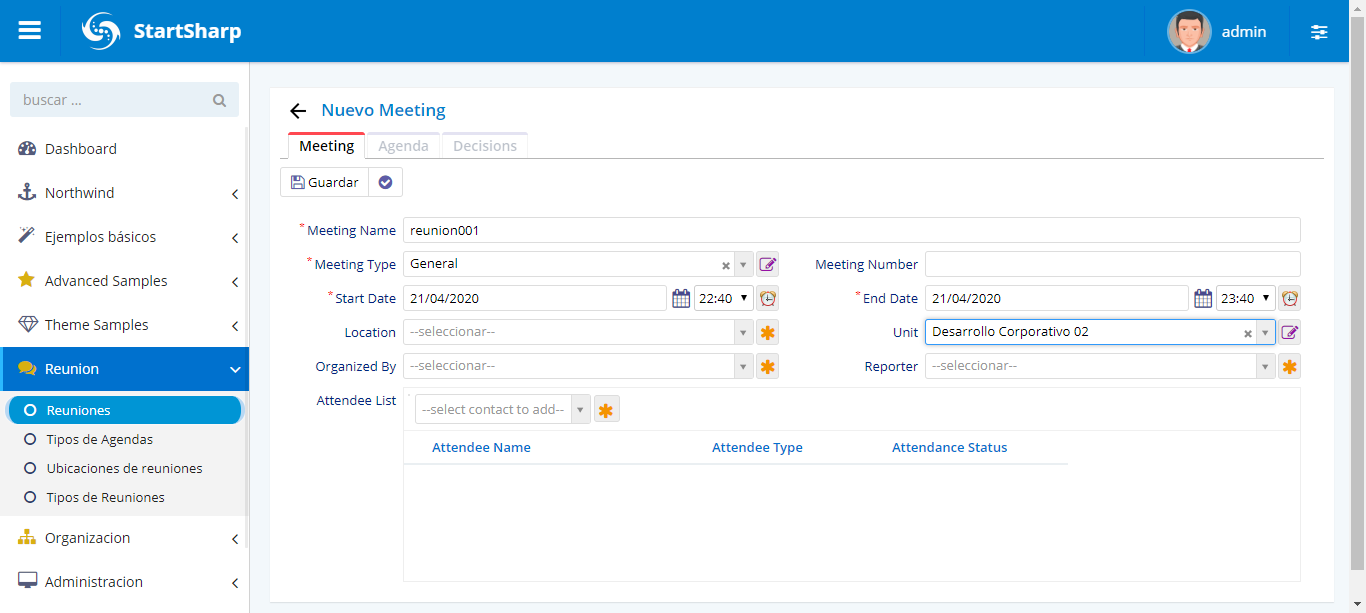 StartSharp
admin
buscar ...
Dashboard
Northwind
Ejemplos básicos
Advanced Samples
Theme Samples
Reunion
Reuniones
Tipos de Agendas
Ubicaciones de reuniones
Tipos de Reuniones
Organizacion
Administracion
Nuevo Meeting
Meeting Agenda Decisions
Guardar
* Meeting Name reunion001
* Meeting Type General Meeting Number
* Start Date 21/04/2020 22:40 * End Date 21/04/2020 23:40
Location --seleccionar-- Unit Desarrollo Corporativo 02
Organized By --seleccionar-- Reporter --seleccionar--
Attendee List --select contact to add--
Attendee Name Attendee Type Attendance Status